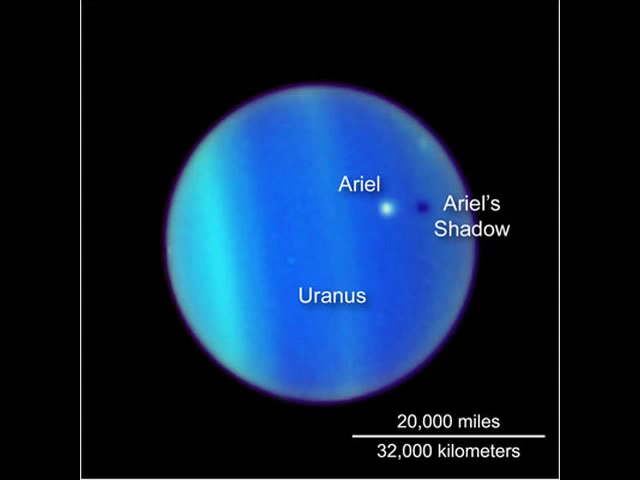 Ariel
Ariel's
Shadow
Uranus
20,000 miles
32,000 kilometers